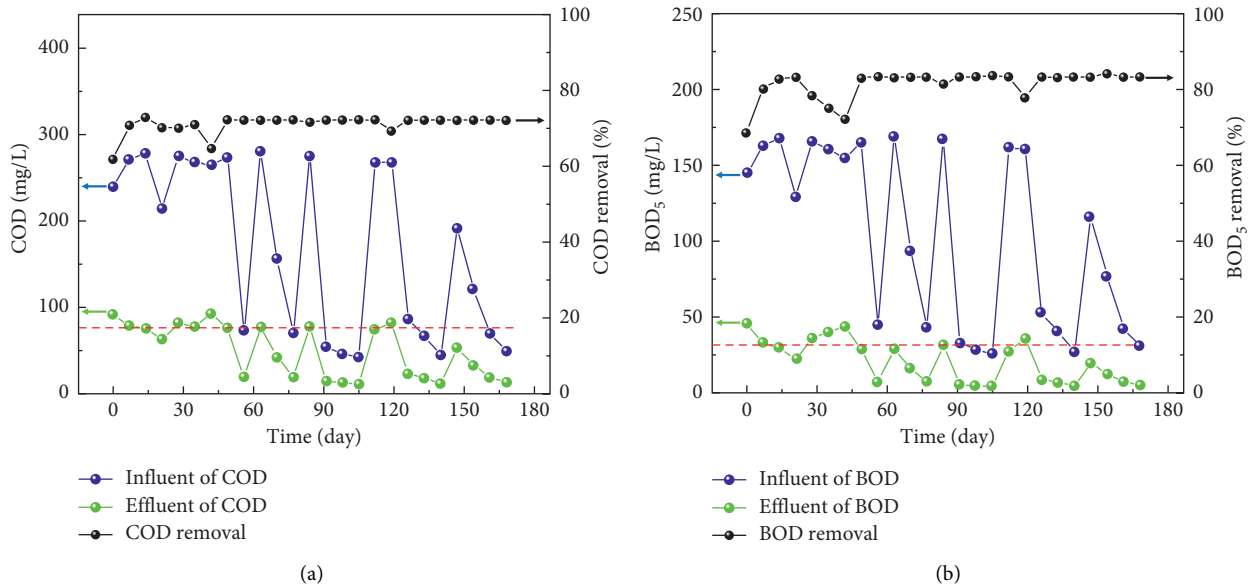 400
300
200
100
0
COD (mg/L)
100
80
60
40
20
0
COD removal (%)
0 30 60 90 120 150 180
Time (day)
Influent of COD
Effluent of COD
COD removal
(a)
250
200
150
100
50
0
BOD5 (mg/L)
100
80
60
40
20
0
BOD5 removal (%)
0 30 60 90 120 150 180
Time (day)
Influent of BOD
Effluent of BOD
BOD removal
(b)